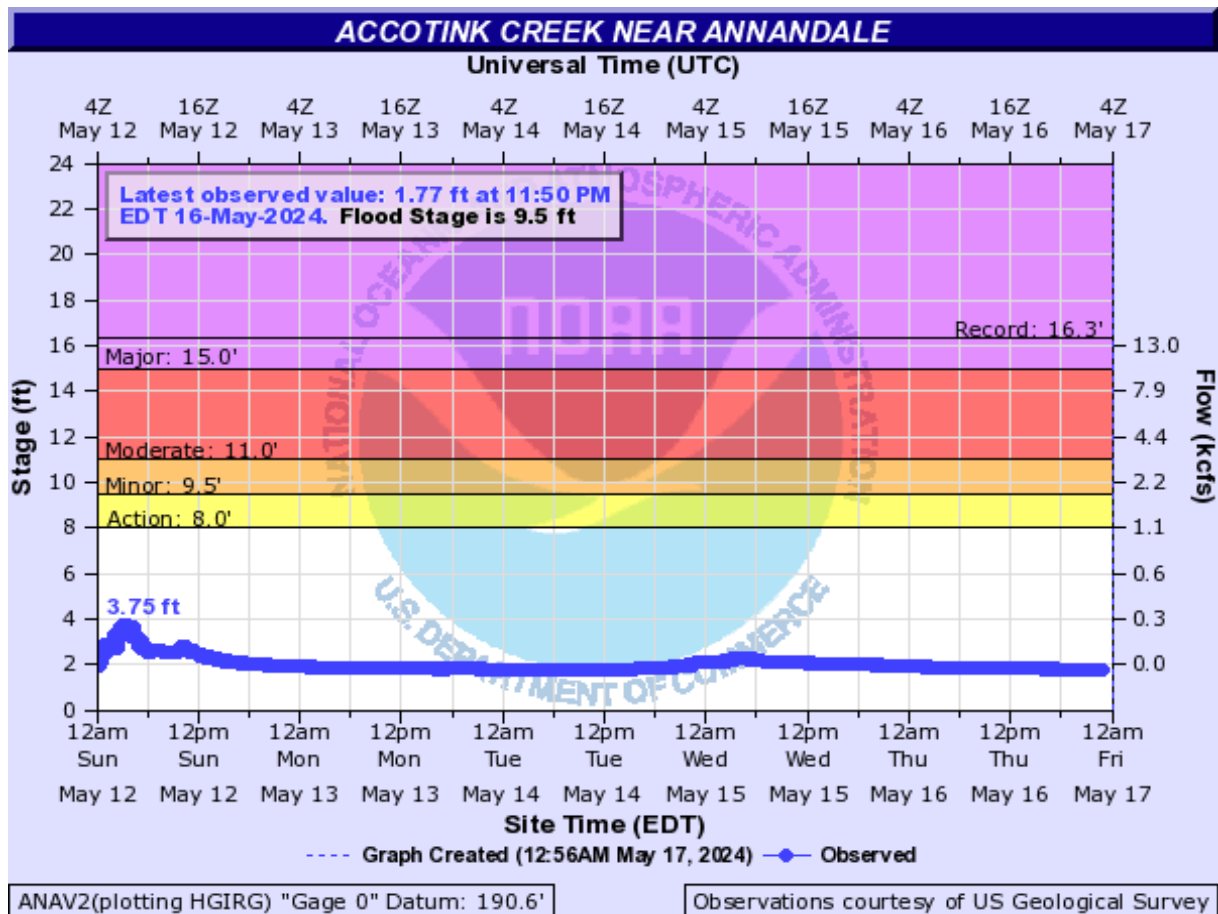 ACCOTINK CREEK NEAR ANNANDALE
Universal Time (UTC)
4Z 16Z 4Z 16Z 4Z 16Z 4Z 16Z 4Z 16Z 4Z
May 12 May 12 May 13 May 13 May 14 May 14 May 15 May 15 May 16 May 16 May 17
Latest observed value: 1.77 ft at 11:50 PM
EDT 16-May-2024. Flood Stage is 9.5 ft
NATIONAL OCEANIC AND ATMOSPHERIC ADMINISTRATION
NOAA
U.S. DEPARTMENT OF COMMERCE
Stage (ft)
24
22
20
18
16
14
12
10
8
6
4
2
0
Record: 16.3'
Major: 15.0'
Moderate: 11.0'
Minor: 9.5'
Action: 8.0'
3.75 ft
13.0
7.9
4.4
2.2
1.1
0.6
0.3
0.0
Flow (kcfs)
12am 12pm 12am 12pm 12am 12pm 12am 12pm 12am 12pm 12am
Sun Sun Mon Mon Tue Tue Wed Wed Thu Thu Fri
May 12 May 12 May 13 May 13 May 14 May 14 May 15 May 15 May 16 May 16 May 17
Site Time (EDT)
Graph Created (12:56AM May 17, 2024) Observed
ANAV2(plotting HGIRG) "Gage 0" Datum: 190.6'
Observations courtesy of US Geological Survey